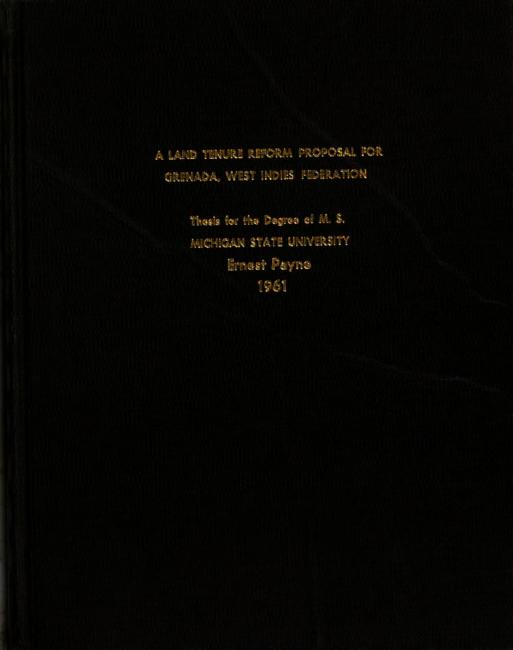 A LAND TENURE REFORM PROPOSAL FOR
GRENADA, WEST INDIES FEDERATION
Thesis for the Degree of M. S.
MICHIGAN STATE UNIVERSITY
Ernest Payne
1961